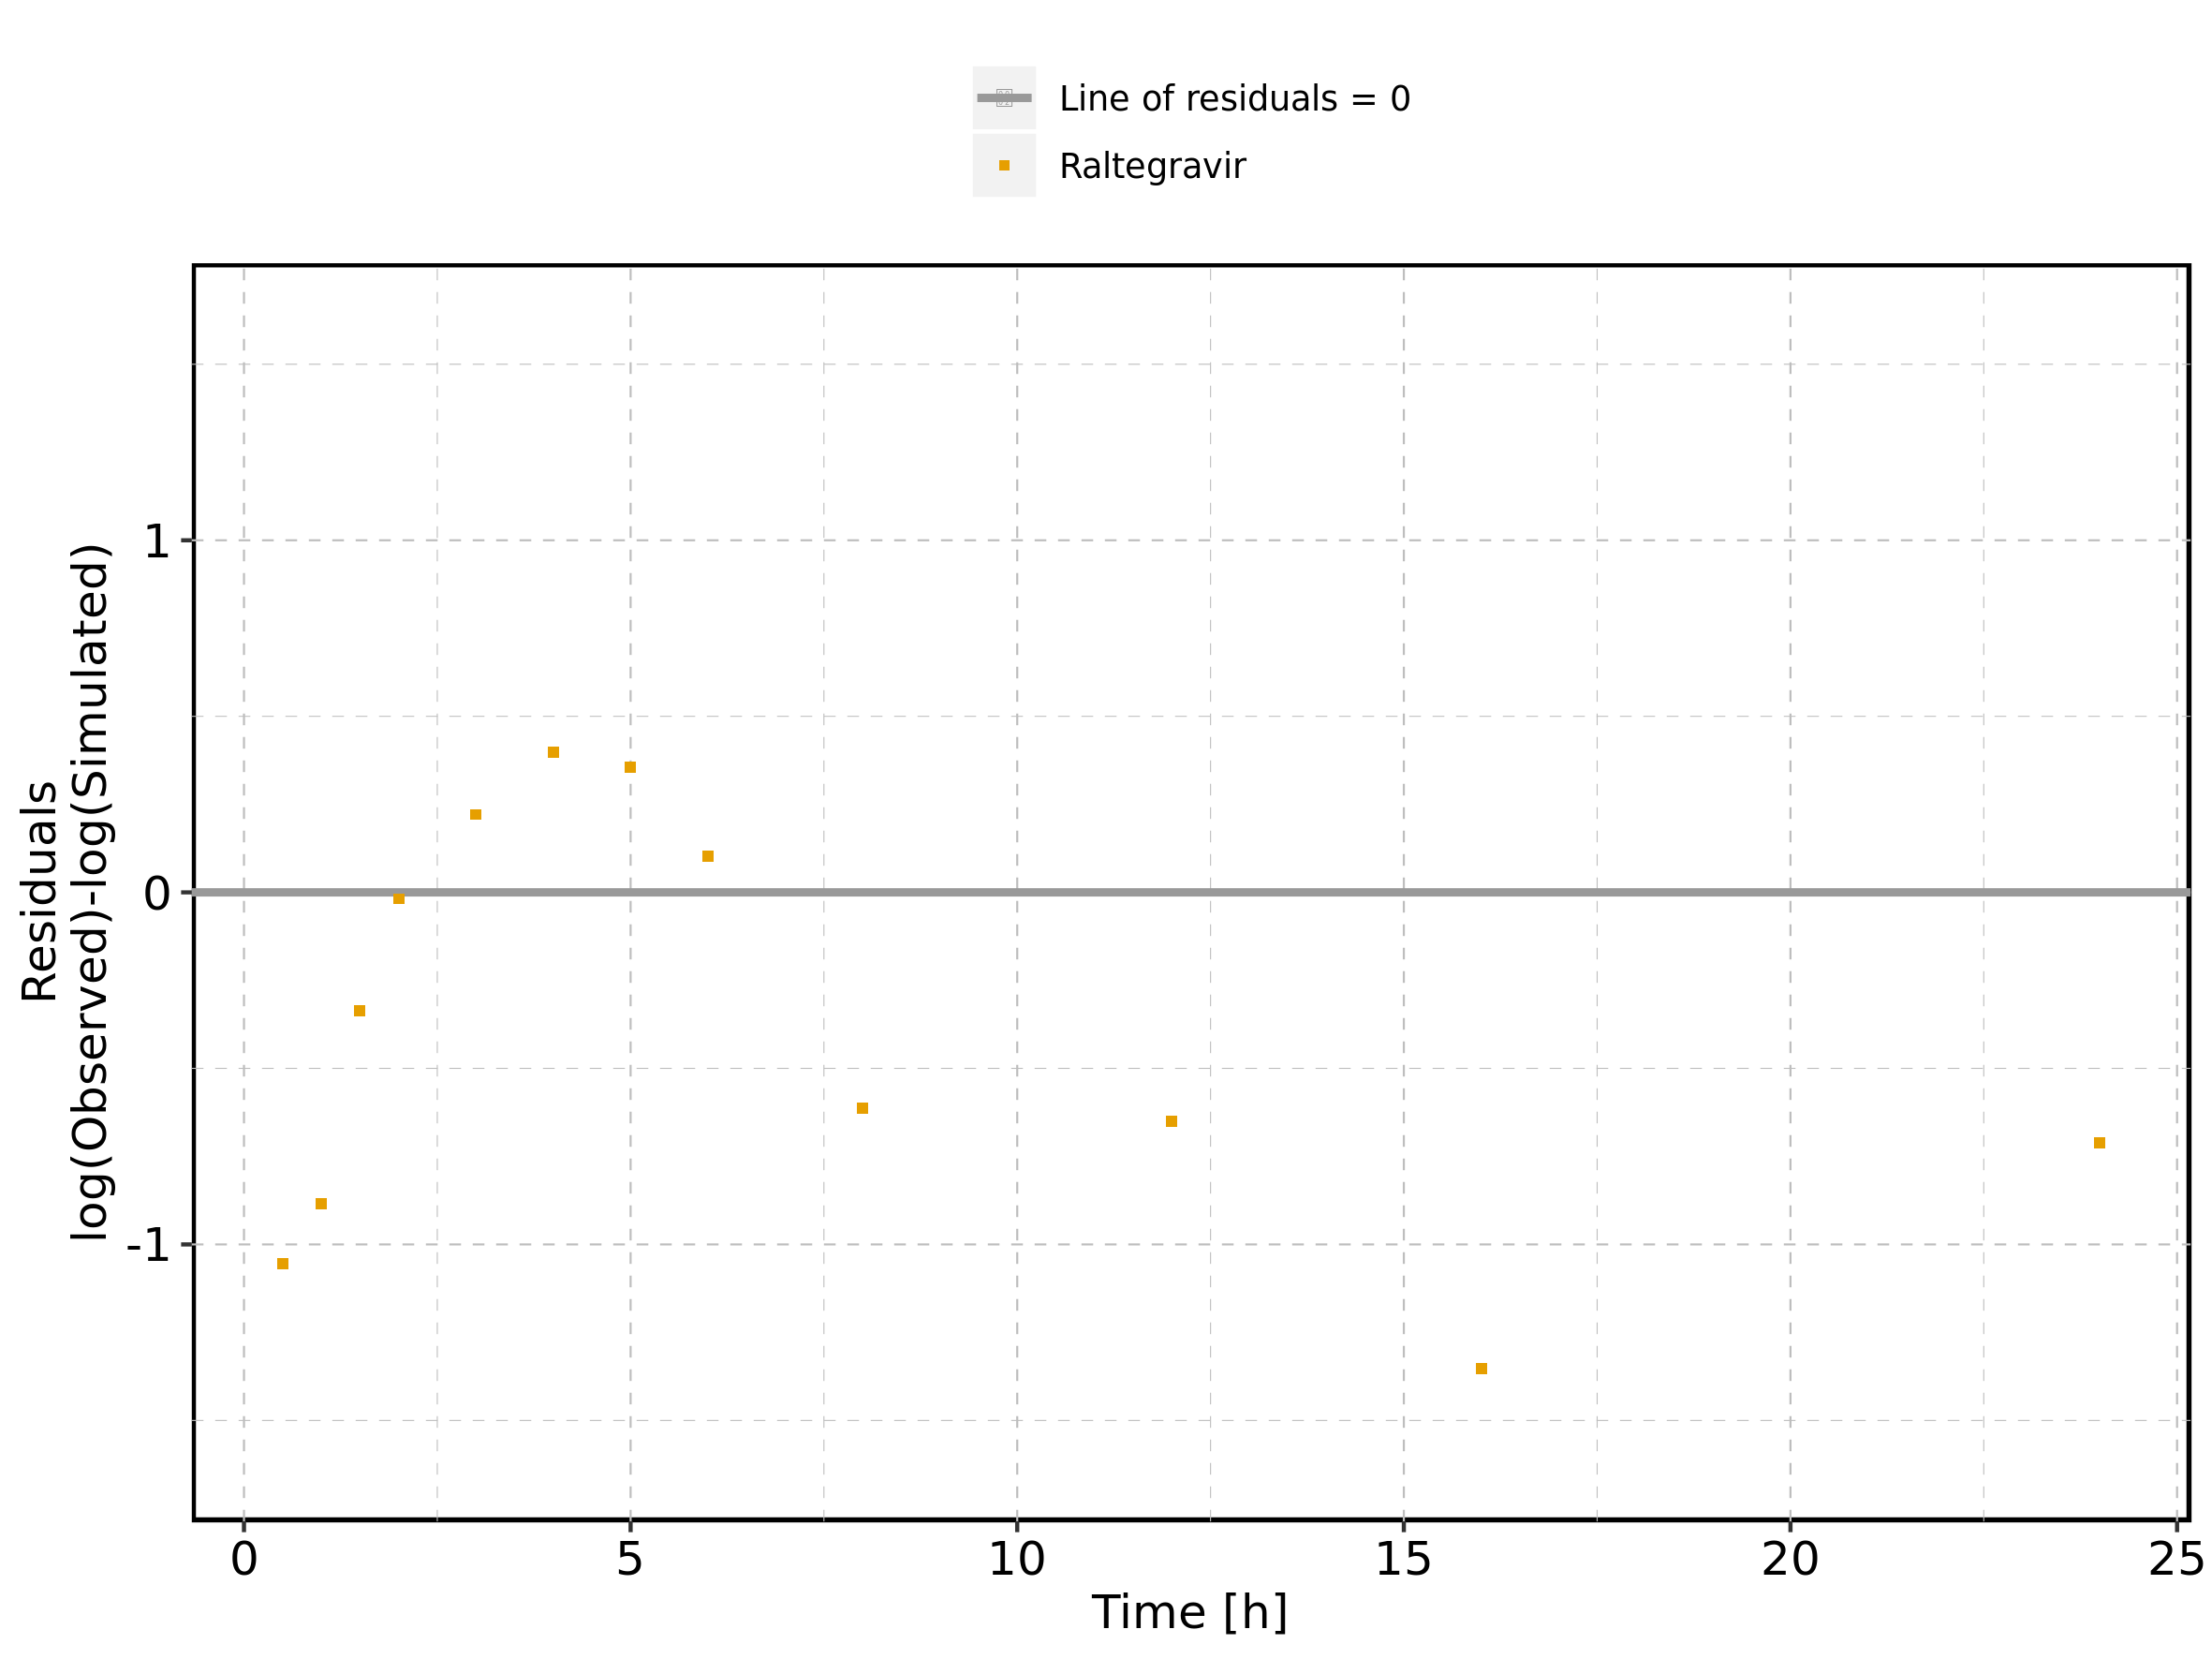 Line of residuals = 0
Raltegravir
Residuals
log(Observed)-log(Simulated)
1
0
-1
0
5
10
15
20
25
Time [h]